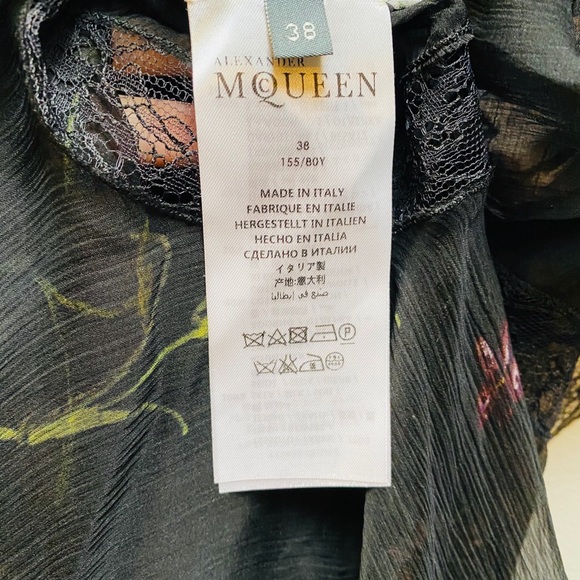 38
ALEXANDER
McQUEEN
38
155/80Y
MADE IN ITALY
FABRIQUE EN ITALIE
HERGESTELLT IN ITALIEN
HECHO EN ITALIA
СДЕЛАНО В ИТАЛИИ
イタリア製
产地:意大利
صنع في إيطاليا